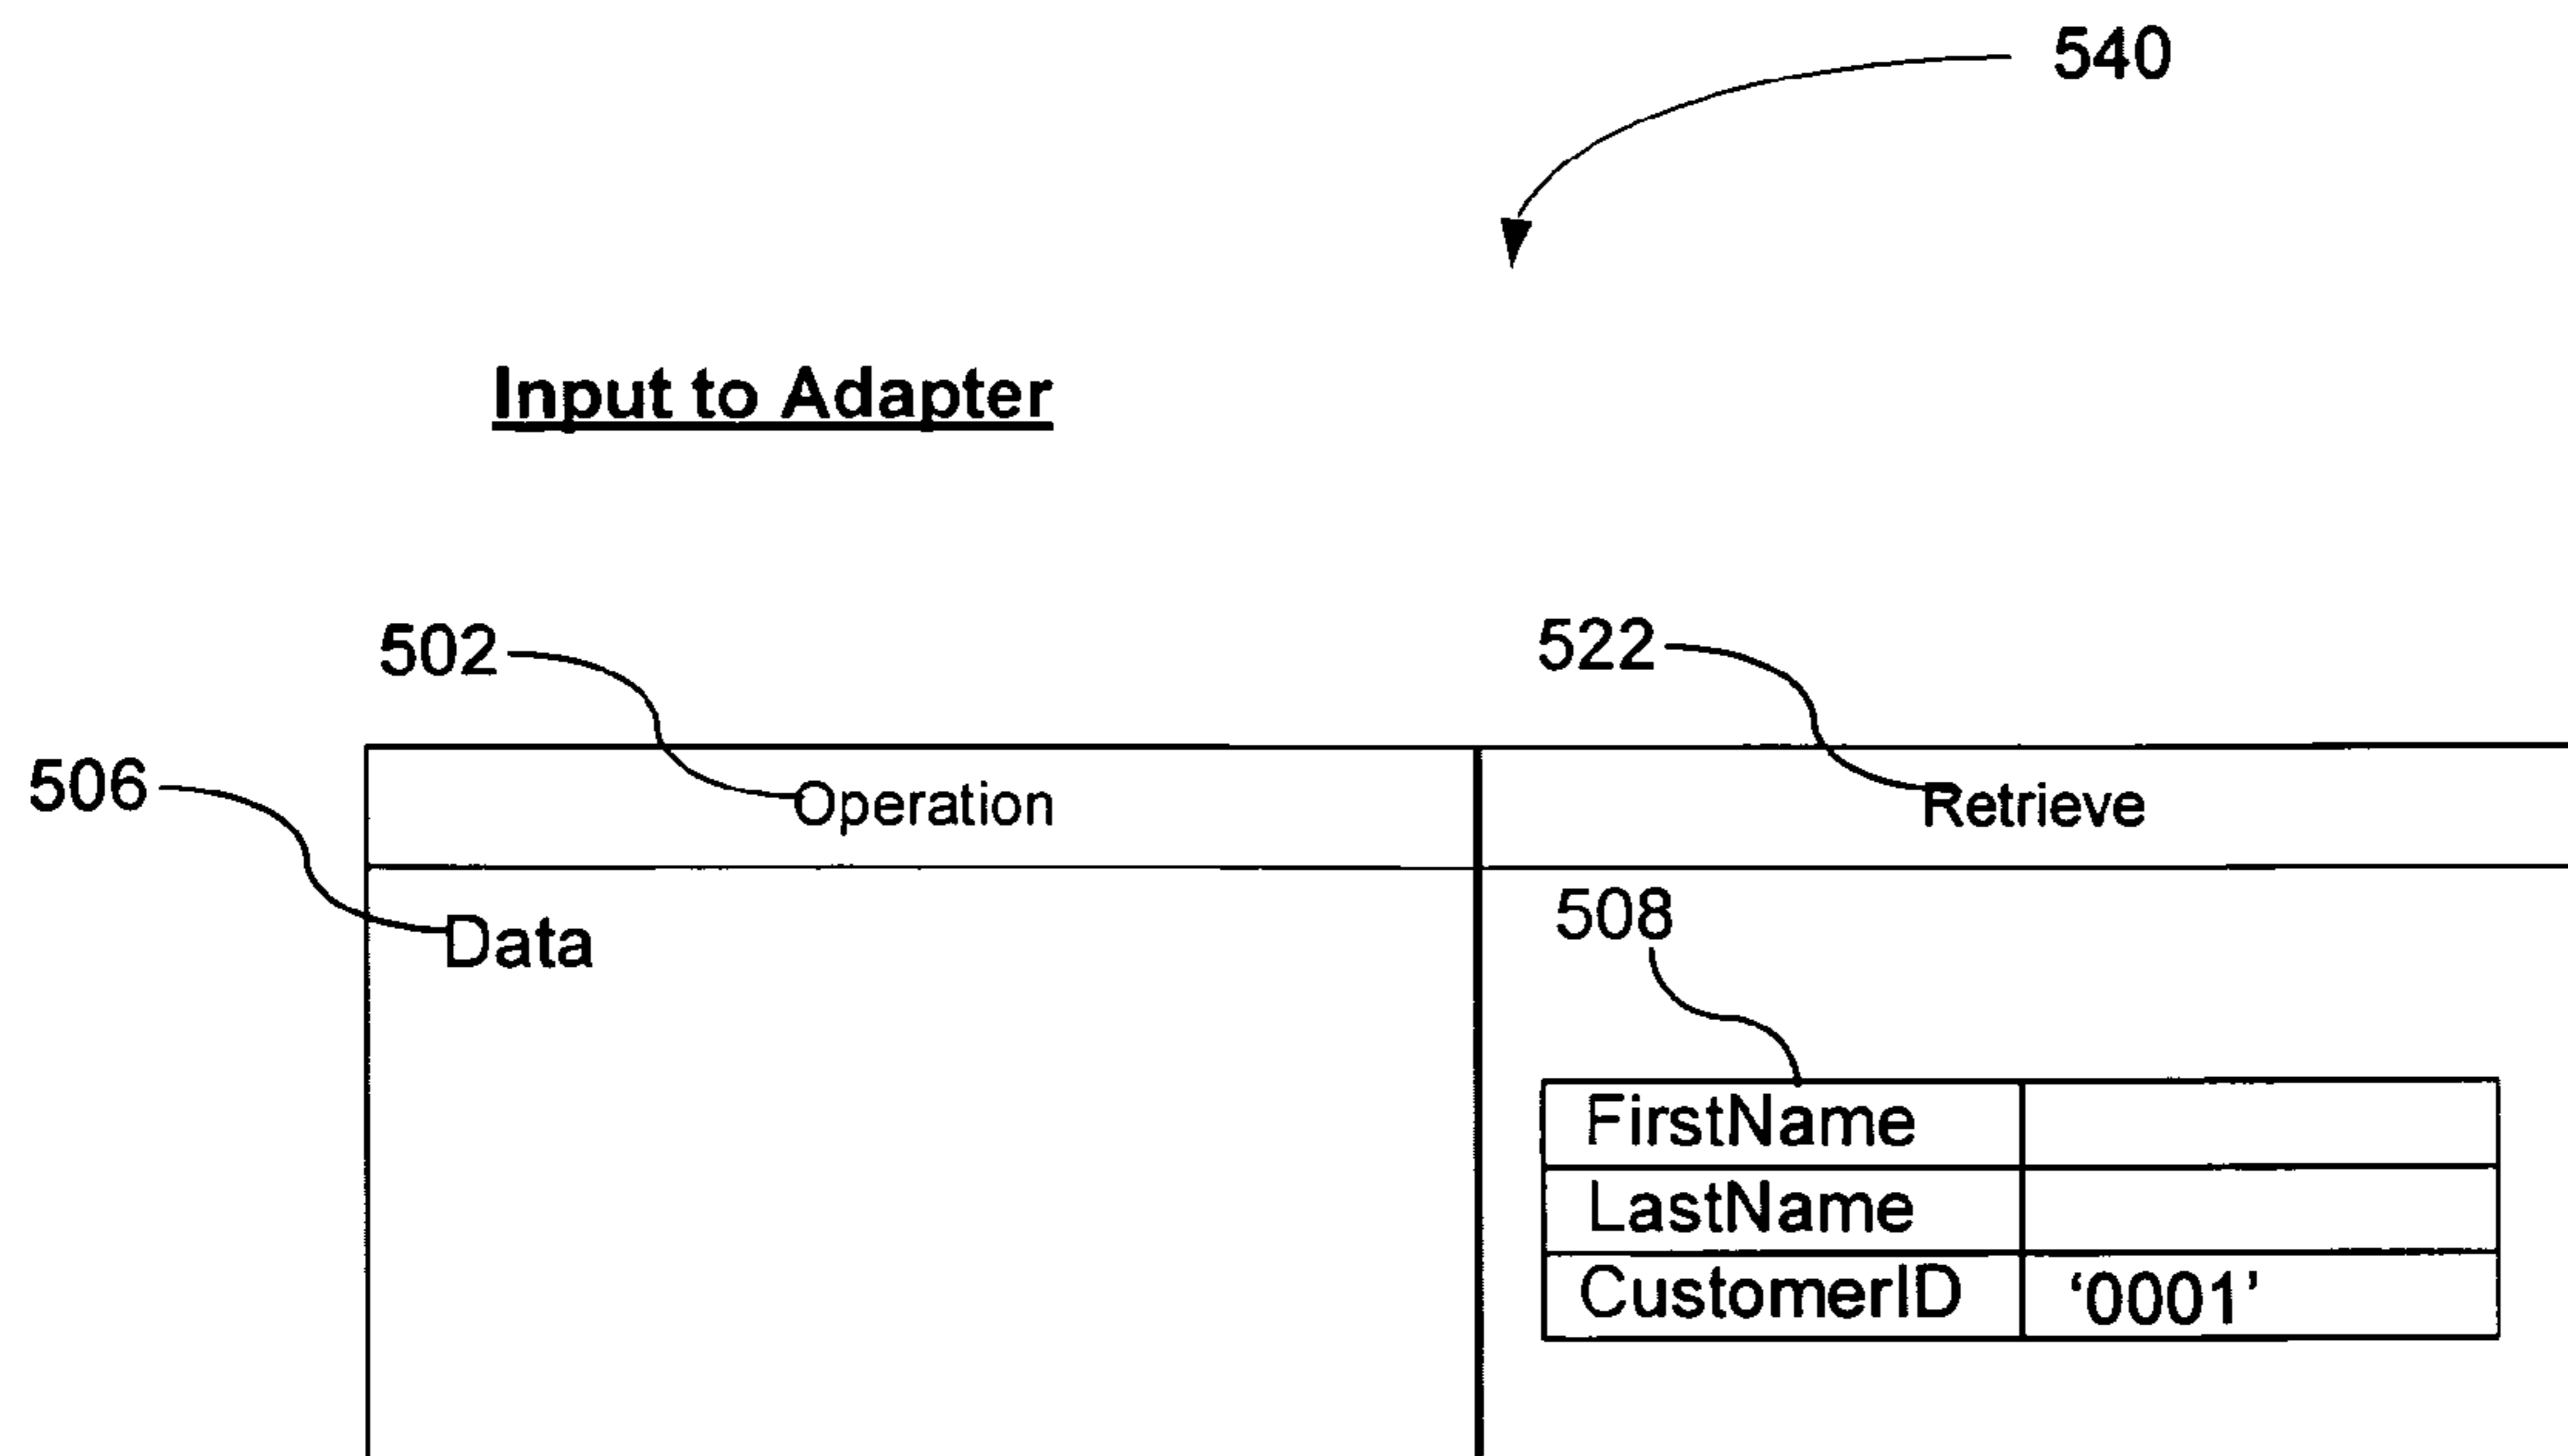 540
Input to Adapter
502
522
506
Operation
Retrieve
Data
508
FirstName
LastName
CustomerID ‘0001’